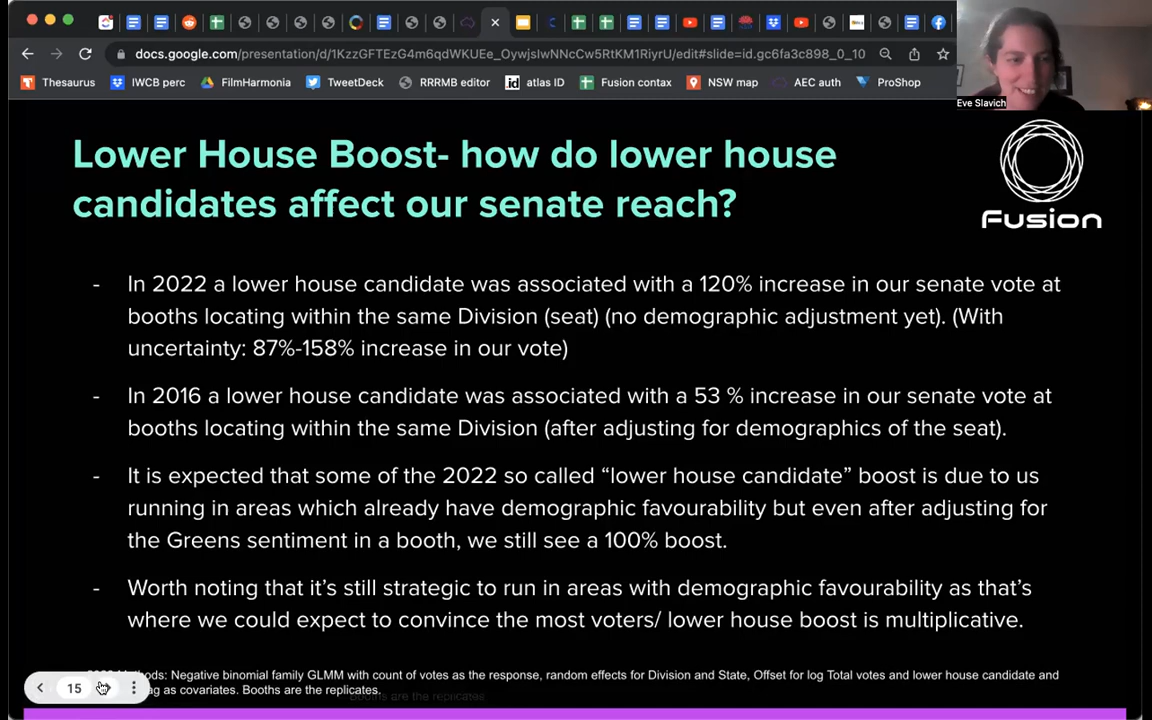 docs.google.com/presentation/d/1KzzGFTEzG4m6qdWKUEe_OywjsIwNNcCw5RtKM1RiyrU/edit#slide=id.gc6fa3c898_0_10
Thesaurus IWCB perc FilmHarmonia TweetDeck RRRMB editor .id atlas ID Fusion contax NSW map AEC auth ProShop
Eve Slavich
Lower House Boost- how do lower house
candidates affect our senate reach?
Fusion
- In 2022 a lower house candidate was associated with a 120% increase in our senate vote at
booths locating within the same Division (seat) (no demographic adjustment yet). (With
uncertainty: 87%-158% increase in our vote)
- In 2016 a lower house candidate was associated with a 53 % increase in our senate vote at
booths locating within the same Division (after adjusting for demographics of the seat).
- It is expected that some of the 2022 so called “lower house candidate” boost is due to us
running in areas which already have demographic favourability but even after adjusting for
the Greens sentiment in a booth, we still see a 100% boost.
- Worth noting that it’s still strategic to run in areas with demographic favourability as that’s
where we could expect to convince the most voters/ lower house boost is multiplicative.
Negative binomial family GLMM with count of votes as the response, random effects for Division and State, Offset for log Total votes and lower house candidate and
as covariates. Booths are the replicates.
Booths are the replicates.
15